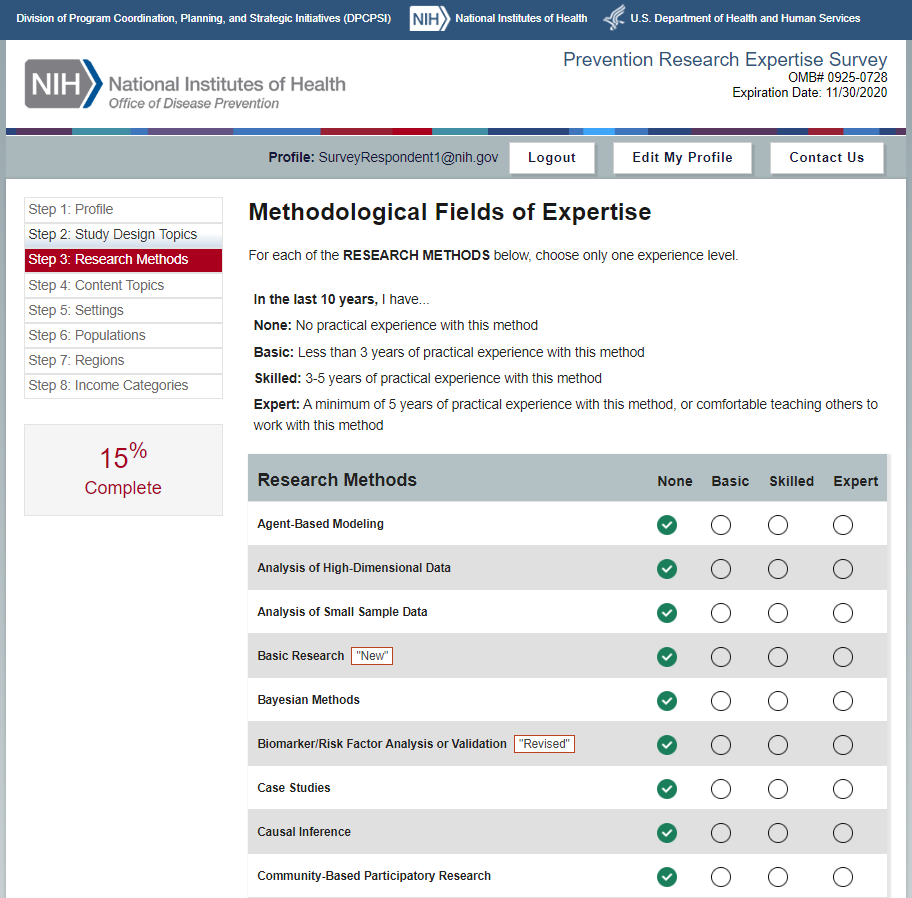 Division of Program Coordination, Planning, and Strategic Initiatives (DPCPSI)
NIH National Institutes of Health
U.S. Department of Health and Human Services
NIH National Institutes of Health
Office of Disease Prevention
Prevention Research Expertise Survey
OMB# 0925-0728
Expiration Date: 11/30/2020
Profile: SurveyRespondent1@nih.gov
Logout
Edit My Profile
Contact Us
Step 1: Profile
Step 2: Study Design Topics
Step 3: Research Methods
Step 4: Content Topics
Step 5: Settings
Step 6: Populations
Step 7: Regions
Step 8: Income Categories
15%
Complete
Methodological Fields of Expertise
For each of the RESEARCH METHODS below, choose only one experience level.
In the last 10 years, I have...
None: No practical experience with this method
Basic: Less than 3 years of practical experience with this method
Skilled: 3-5 years of practical experience with this method
Expert: A minimum of 5 years of practical experience with this method, or comfortable teaching others to
work with this method
Research Methods None Basic Skilled Expert
Agent-Based Modeling
Analysis of High-Dimensional Data
Analysis of Small Sample Data
Basic Research "New"
Bayesian Methods
Biomarker/Risk Factor Analysis or Validation "Revised"
Case Studies
Causal Inference
Community-Based Participatory Research